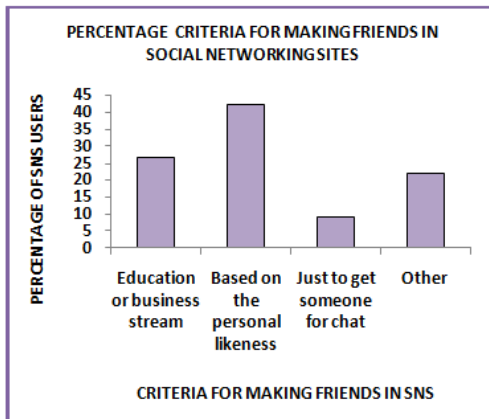 PERCENTAGE CRITERIA FOR MAKING FRIENDS IN
SOCIAL NETWORKING SITES
PERCENTAGE OF SNS USERS
45
40
35
30
25
20
15
10
5
0
Education
or business
stream
Based on
the
personal
likeness
Just to get
someone
for chat
Other
CRITERIA FOR MAKING FRIENDS IN SNS